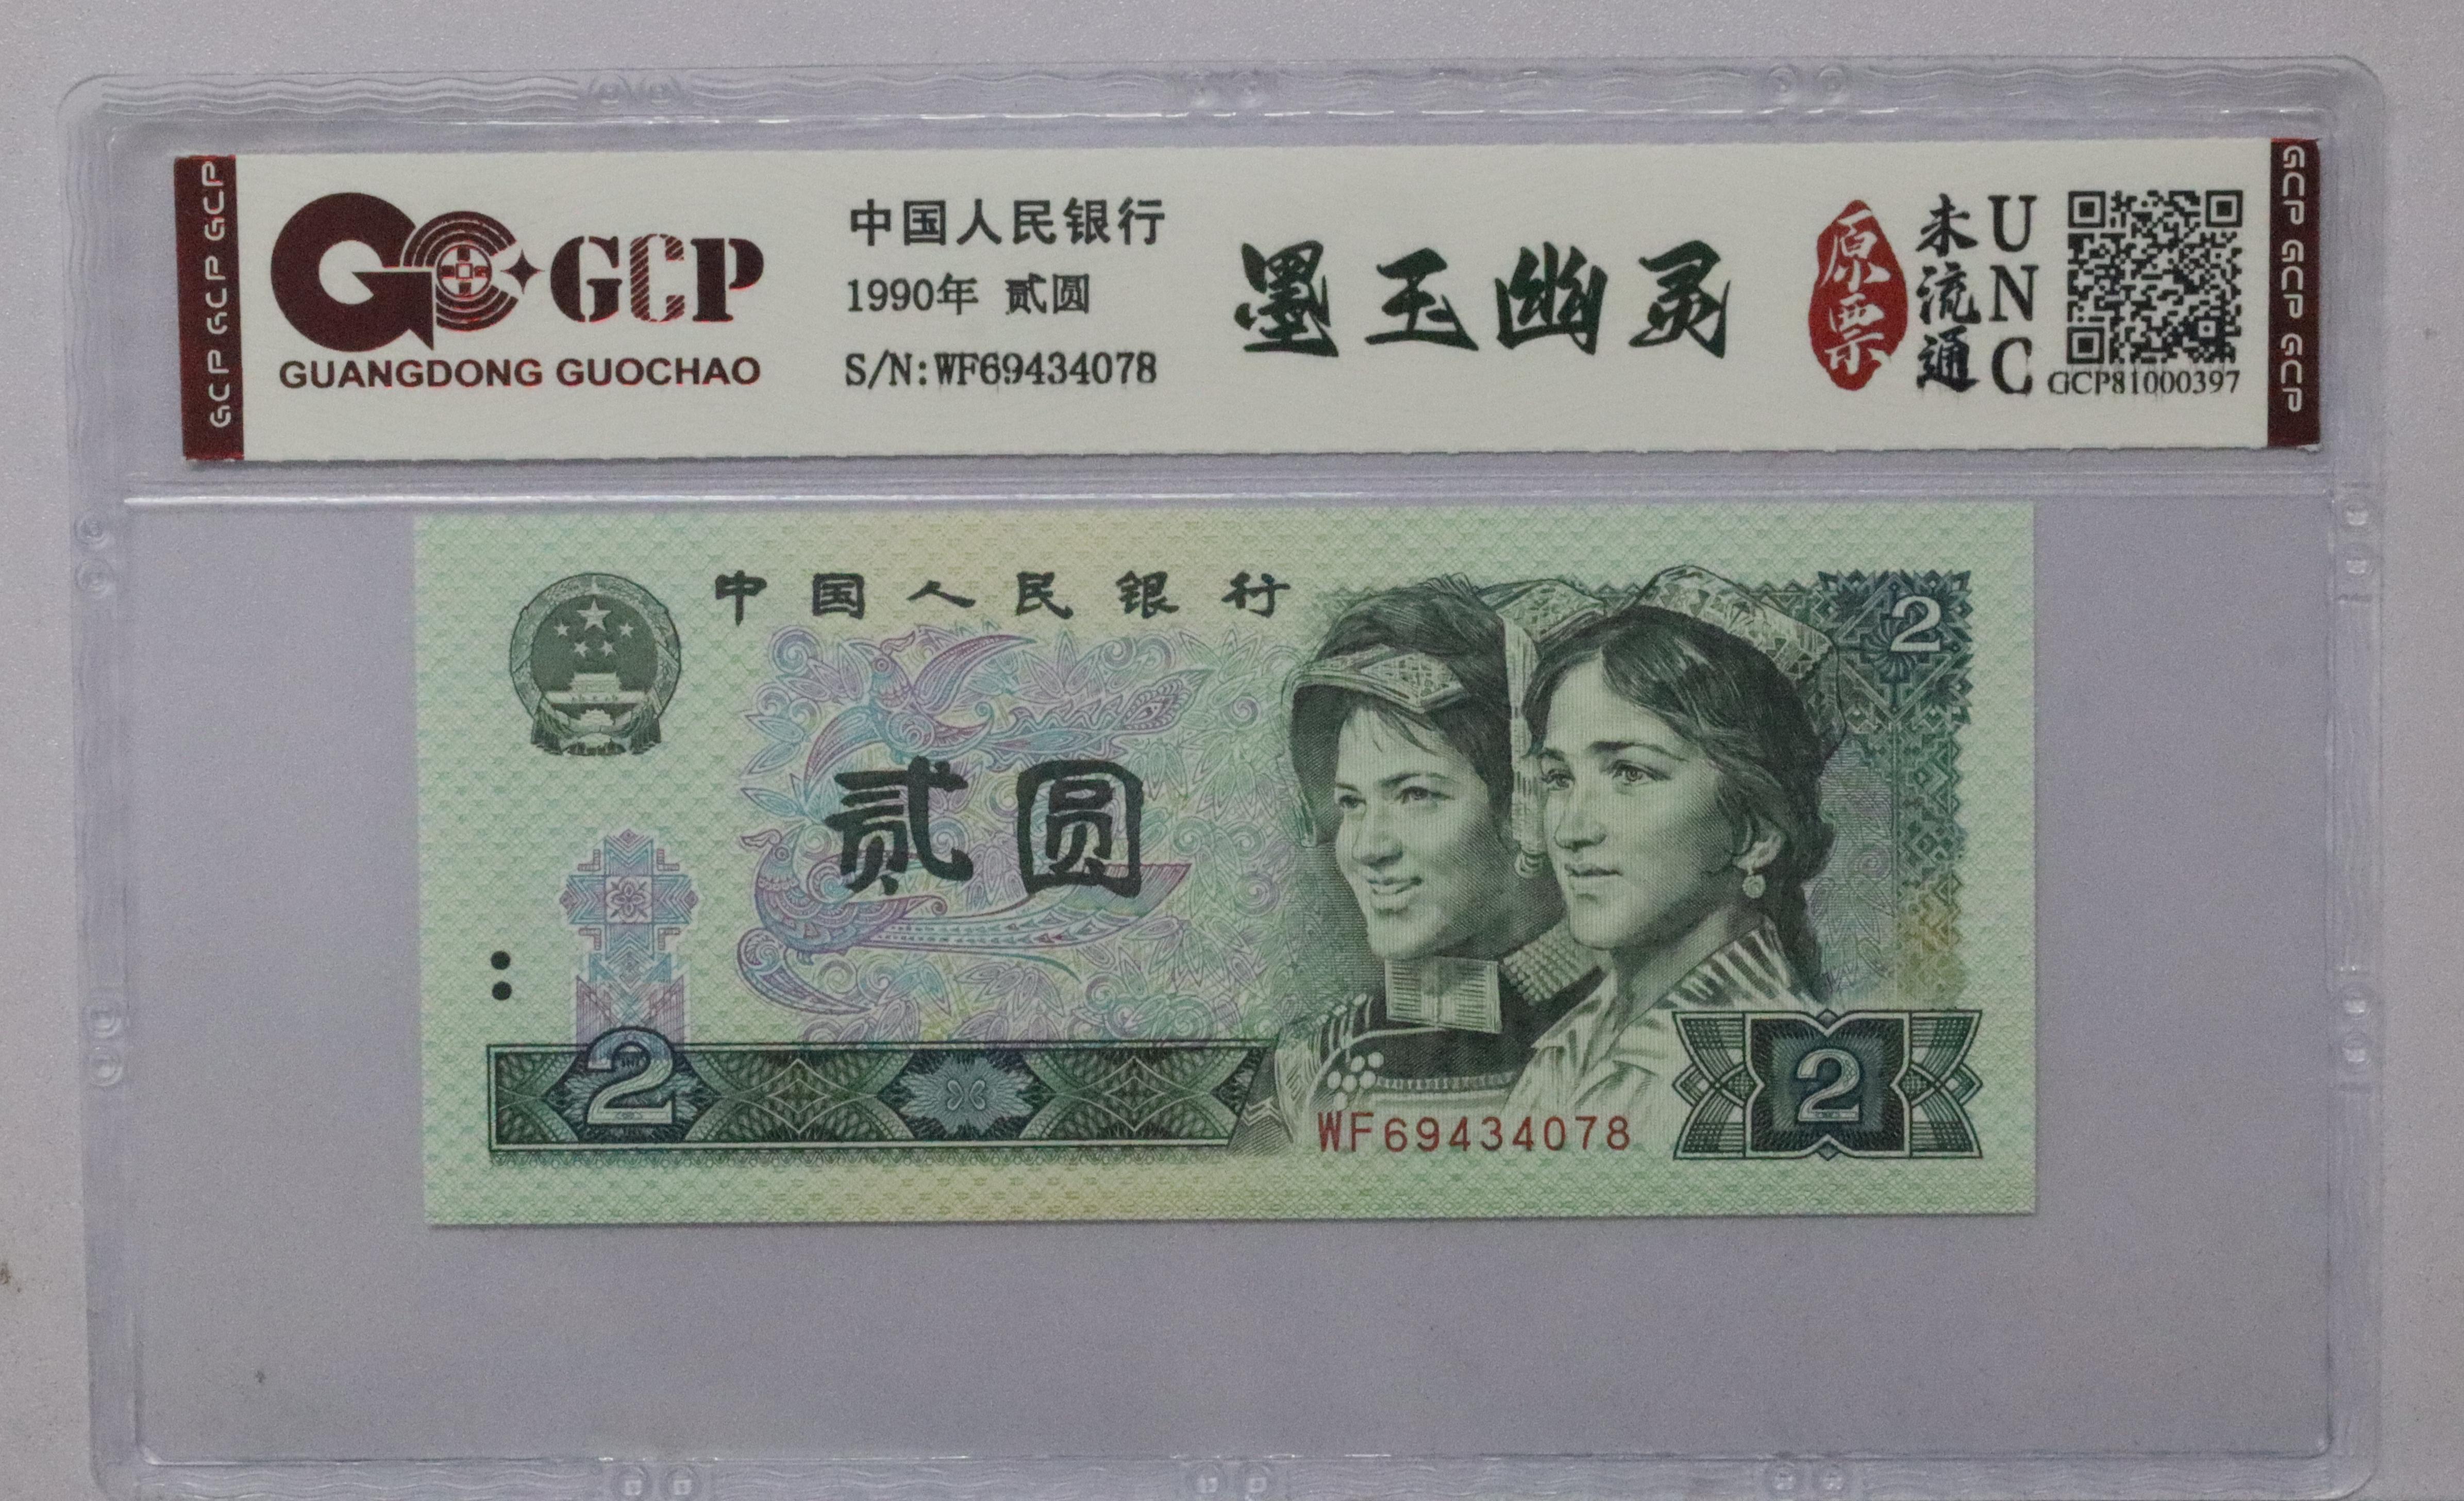 GCP GCP GCP
GCP
GUANGDONG GUOCHAO
中国人民银行
1990年 贰圆
S/N:WF69434078
墨玉幽灵
原票
未流通
UNC
GCP81000397
GCP GCP GCP
中国人民银行
2
贰圆
2
WF69434078
2